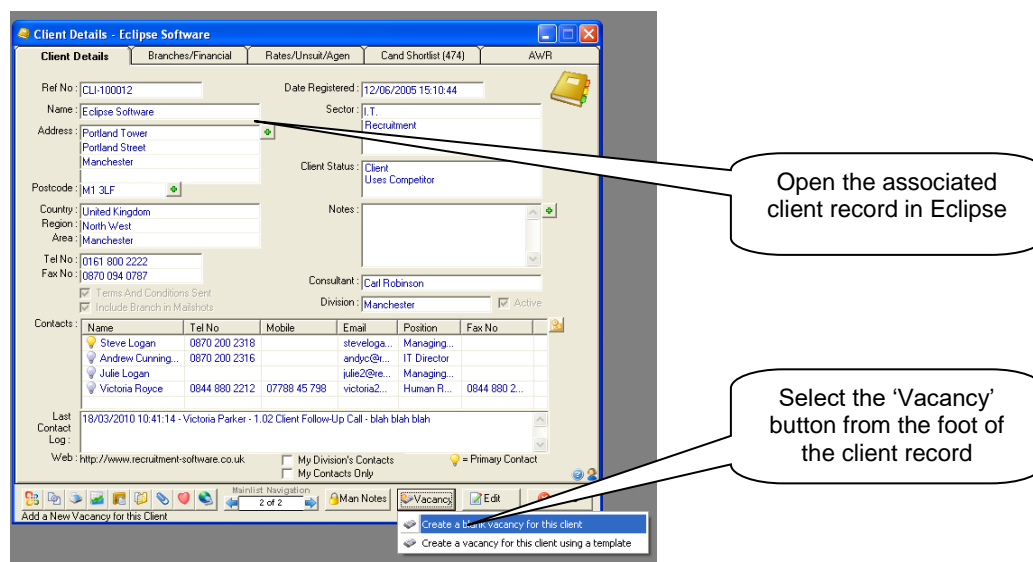 Client Details - Eclipse Software
Client Details Branches/Financial Rates/Unsuit/Agen Cand Shortlist (474) AWR
Ref No : CLI-100012 Date Registered : 12/06/2005 15:10:44
Name : Eclipse Software Sector : I.T.
Recruitment
Address : Portland Tower
Portland Street
Manchester
Client Status : Client
Uses Competitor
Postcode : M1 3LF
Country : United Kingdom Notes :
Region : North West
Area : Manchester
Tel No : 0161 800 2222
Fax No : 0870 094 0787
Consultant : Carl Robinson
Terms And Conditions Sent
Include Branch in Mailshots
Division : Manchester Active
Contacts : Name Tel No Mobile Email Position Fax No
Steve Logan 0870 200 2318 steveloga... Managing...
Andrew Cunning... 0870 200 2316 andyc@r... IT Director
Julie Logan julie2@re... Managing...
Victoria Royce 0844 880 2212 07788 45 798 victoria2... Human R... 0844 880 2...
Last Contact Log : 18/03/2010 10:41:14 - Victoria Parker - 1.02 Client Follow-Up Call - blah blah blah
Web : http://www.recruitment-software.co.uk My Division's Contacts = Primary Contact
My Contacts Only
Mainlist Navigation
2 of 2 Man Notes Vacancy Edit
Add a New Vacancy for this Client
Create a blank vacancy for this client
Create a vacancy for this client using a template
Open the associated
client record in Eclipse
Select the ‘Vacancy’
button from the foot of
the client record